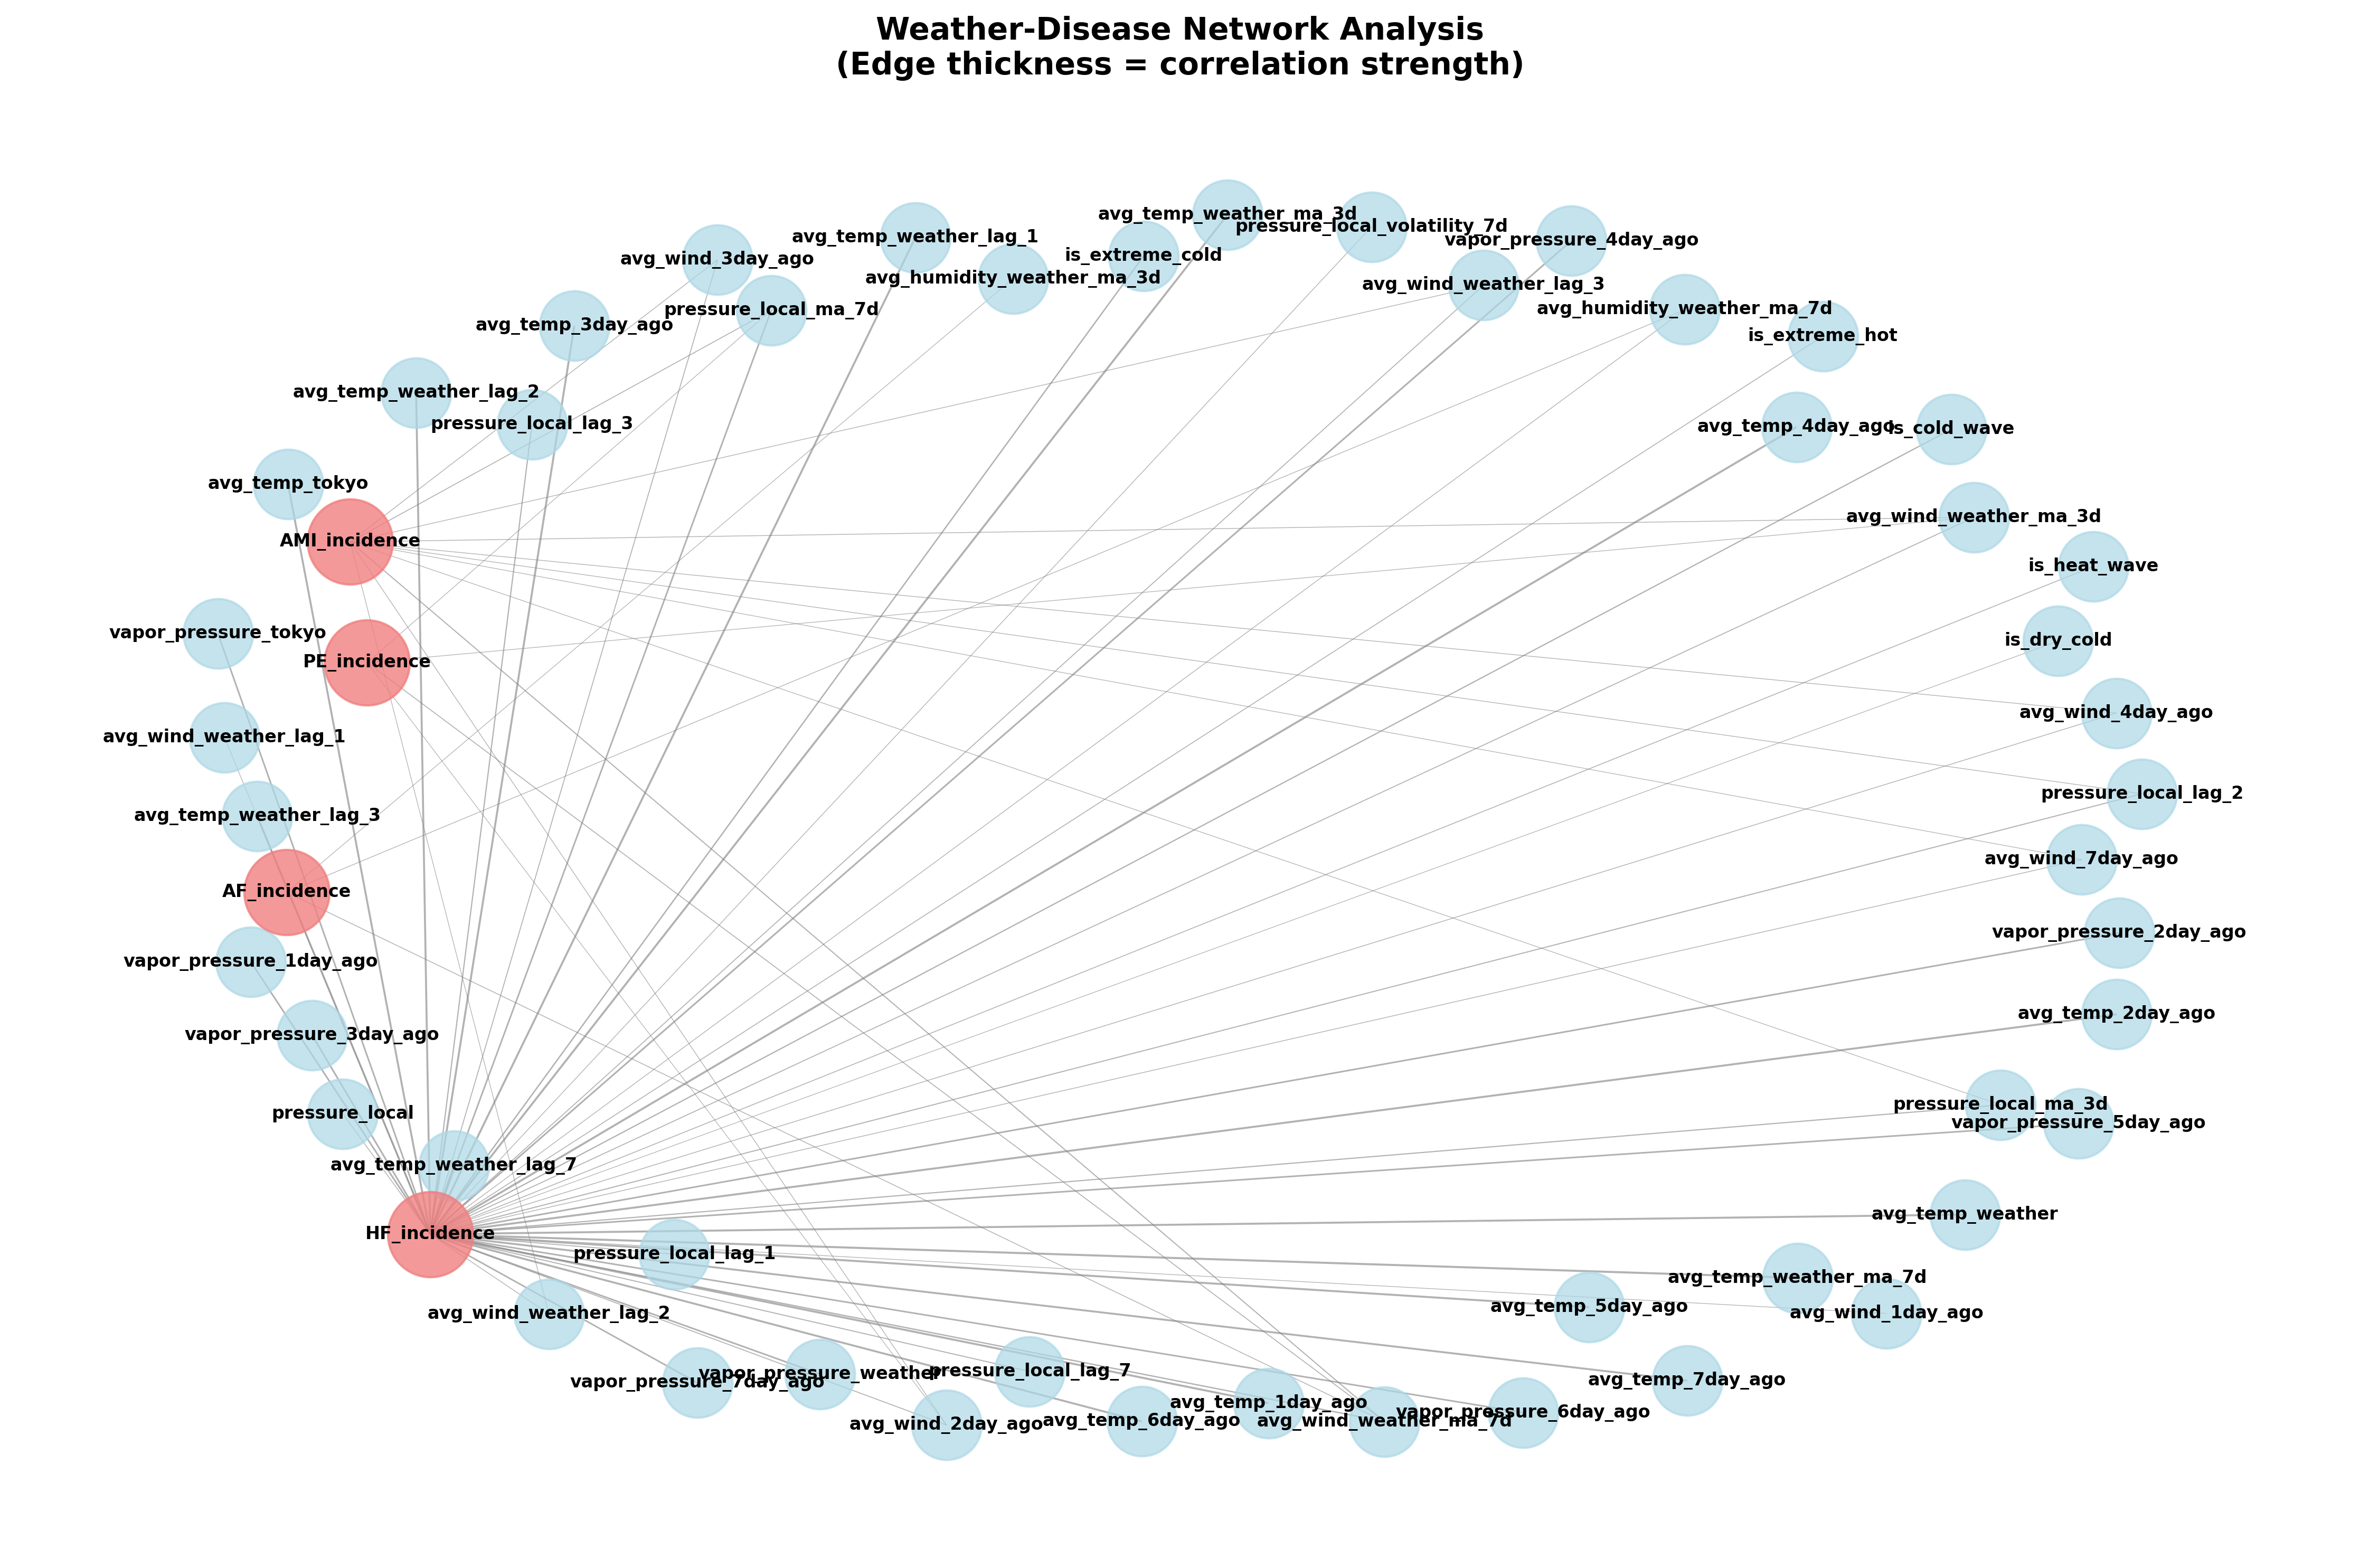 Weather-Disease Network Analysis
(Edge thickness = correlation strength)
avg_temp_weather_ma_3d
pressure_local_volatility_7d
avg_temp_weather_lag_1
vapor_pressure_4day_ago
is_extreme_cold
avg_wind_3day_ago
avg_humidity_weather_ma_3d
avg_wind_weather_lag_3
pressure_local_ma_7d
avg_humidity_weather_ma_7d
avg_temp_3day_ago
is_extreme_hot
avg_temp_weather_lag_2
pressure_local_lag_3
avg_temp_4day_ago
is_cold_wave
avg_temp_tokyo
avg_wind_weather_ma_3d
AMI_incidence
is_heat_wave
vapor_pressure_tokyo
is_dry_cold
PE_incidence
avg_wind_4day_ago
avg_wind_weather_lag_1
pressure_local_lag_2
avg_temp_weather_lag_3
avg_wind_7day_ago
AF_incidence
vapor_pressure_2day_ago
vapor_pressure_1day_ago
avg_temp_2day_ago
vapor_pressure_3day_ago
pressure_local_ma_3d
pressure_local
vapor_pressure_5day_ago
avg_temp_weather_lag_7
avg_temp_weather
HF_incidence
pressure_local_lag_1
avg_temp_weather_ma_7d
avg_temp_5day_ago
avg_wind_weather_lag_2
avg_wind_1day_ago
vapor_pressure_weather
pressure_local_lag_7
vapor_pressure_7day_ago
avg_temp_7day_ago
avg_temp_1day_ago
vapor_pressure_6day_ago
avg_wind_2day_ago
avg_temp_6day_ago
avg_wind_weather_ma_7d